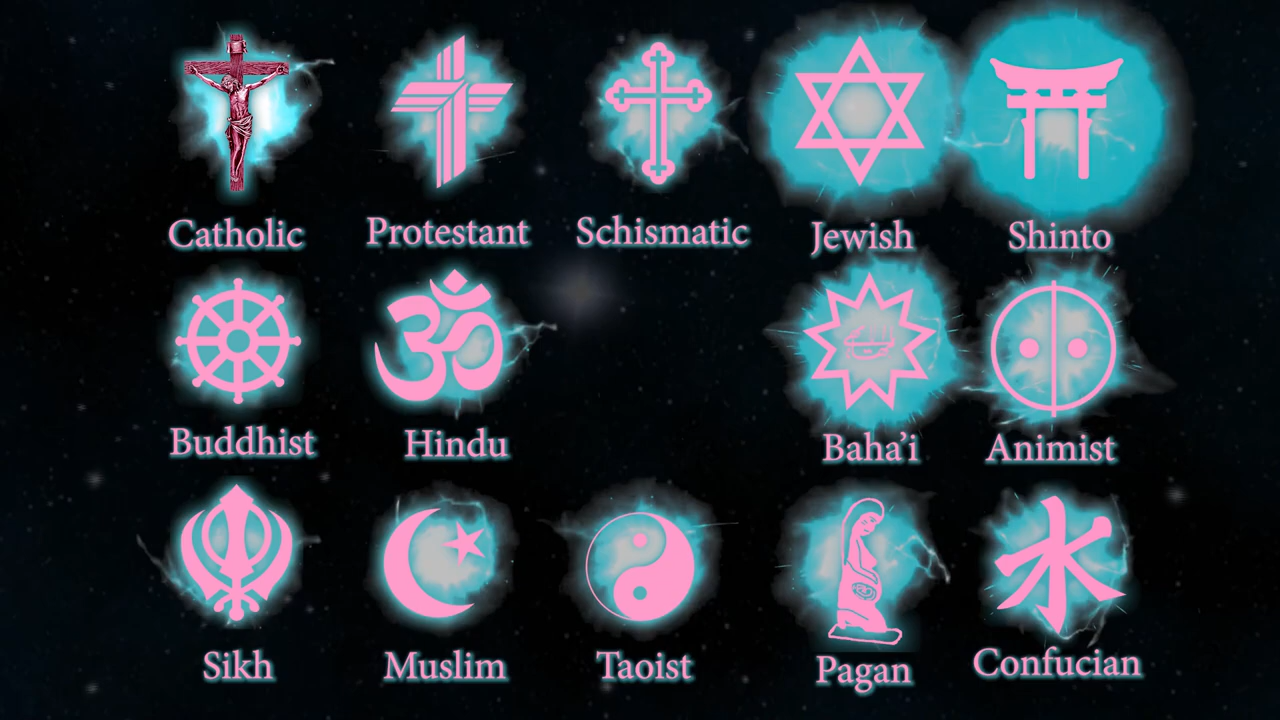 Catholic
Protestant
Schismatic
Jewish
Shinto
Buddhist
Hindu
Baha’i
Animist
Sikh
Muslim
Taoist
Pagan
Confucian